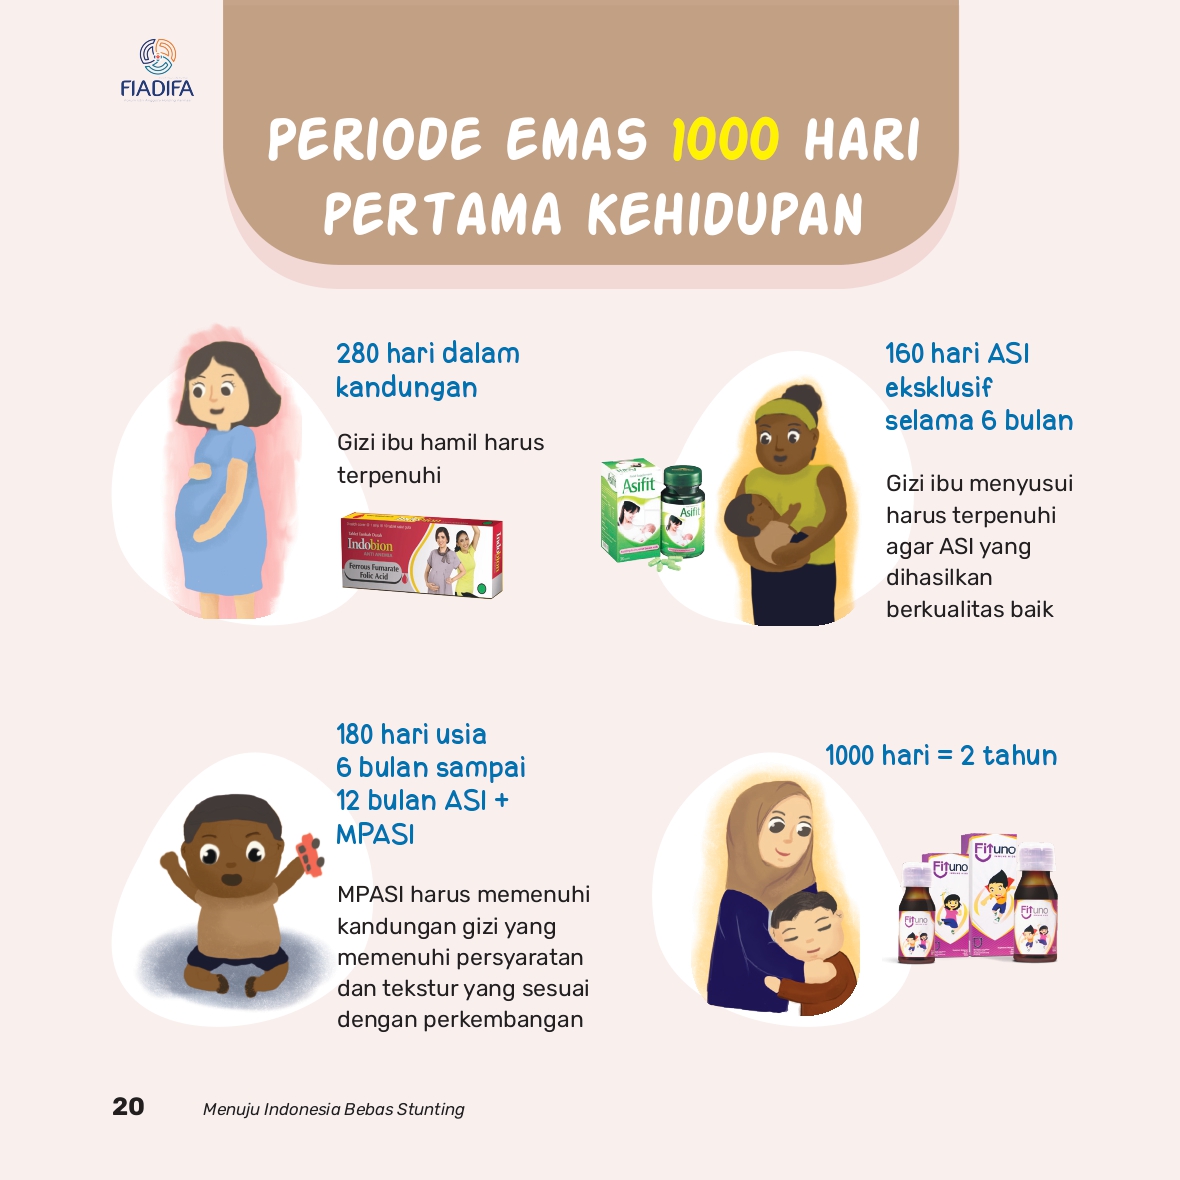 FIADIFA
PERIODE EMAS 1000 HARI
PERTAMA KEHIDUPAN
280 hari dalam
kandungan
Gizi ibu hamil harus
terpenuhi
Indobion
Ferrous Fumarate
Folic Acid
Indobion
160 hari ASI
eksklusif
selama 6 bulan
Gizi ibu menyusui
harus terpenuhi
agar ASI yang
dihasilkan
berkualitas baik
Asifit
Asifit
180 hari usia
6 bulan sampai
12 bulan ASI +
MPASI
MPASI harus memenuhi
kandungan gizi yang
memenuhi persyaratan
dan tekstur yang sesuai
dengan perkembangan
1000 hari = 2 tahun
Fituno
Fituno
Fituno
Fituno
20
Menuju Indonesia Bebas Stunting